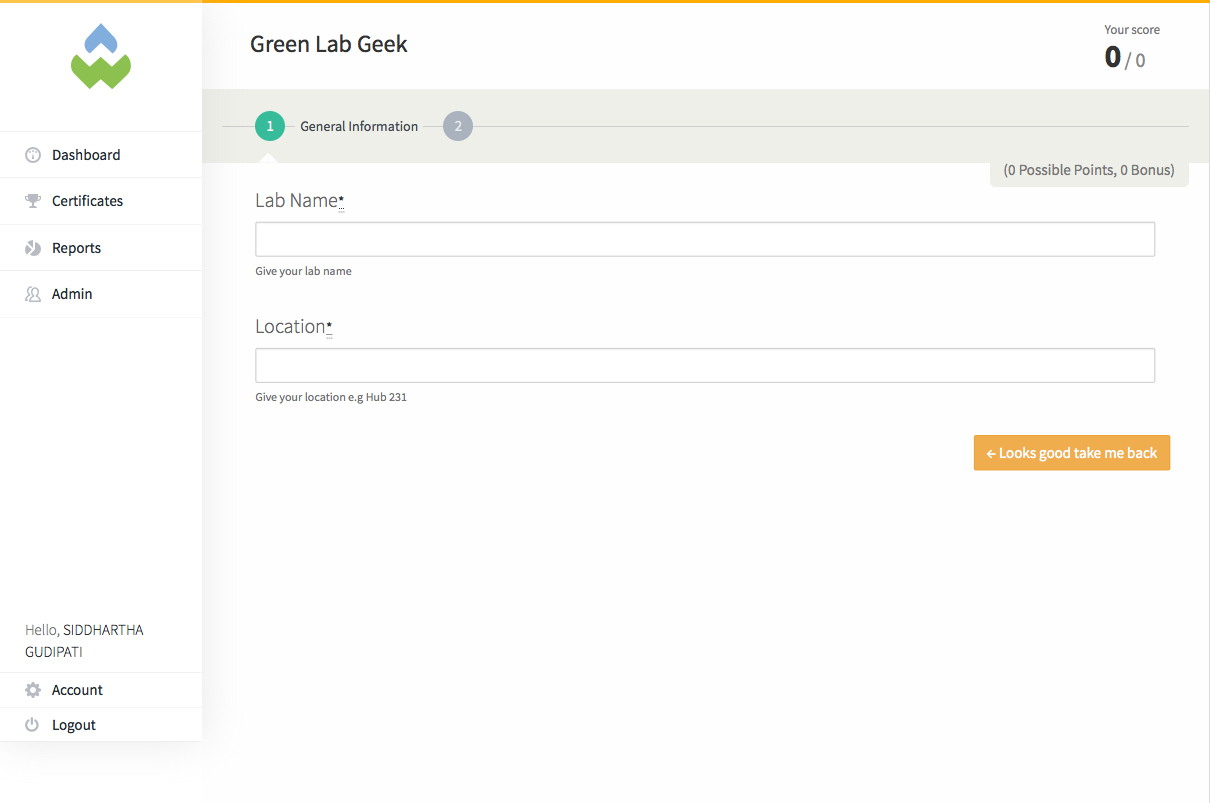 Green Lab Geek
Your score
0 / 0
1 General Information 2
(0 Possible Points, 0 Bonus)
Dashboard
Certificates
Reports
Admin
Lab Name*
Give your lab name
Location*
Give your location e.g Hub 231
← Looks good take me back
Hello, SIDDHARTHA
GUDIPATI
Account
Logout